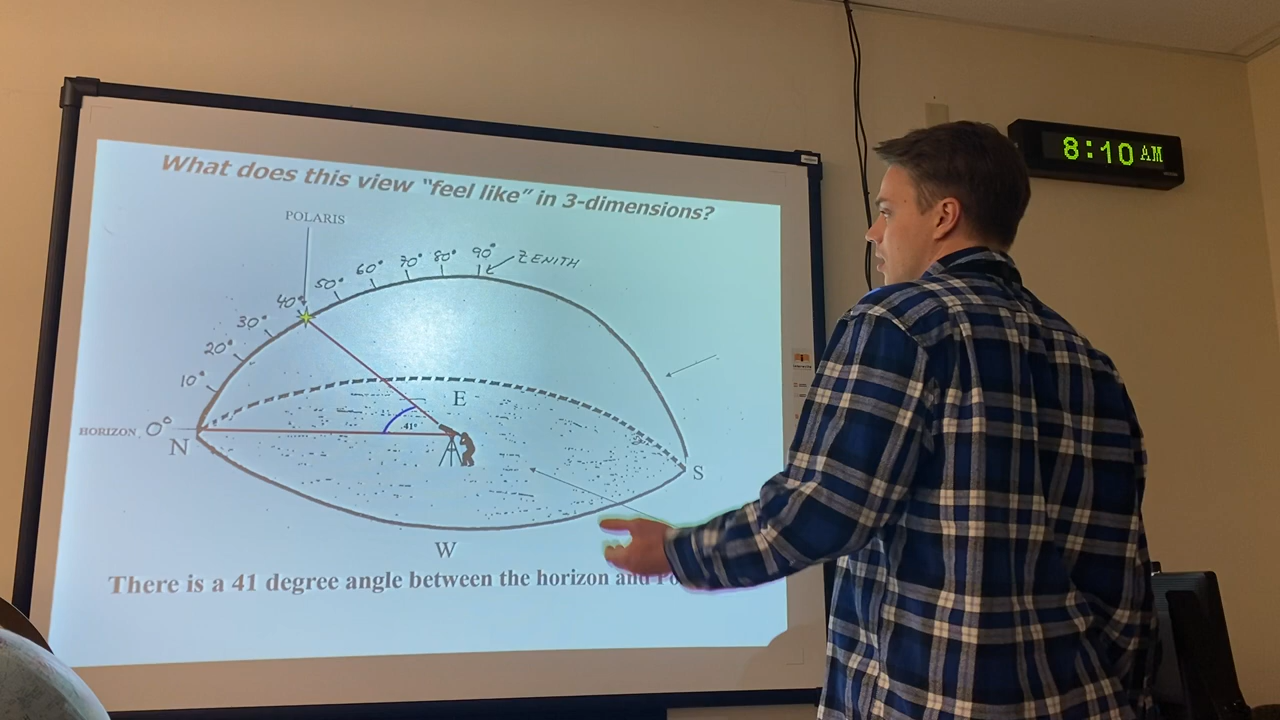 What does this view "feel like" in 3-dimensions?
POLARIS
90°
80°
ZENITH
70°
60°
50°
40°
30°
20°
10°
E
41°
HORIZON 0°
N
S
W
There is a 41 degree angle between the horizon and
8:10 AM